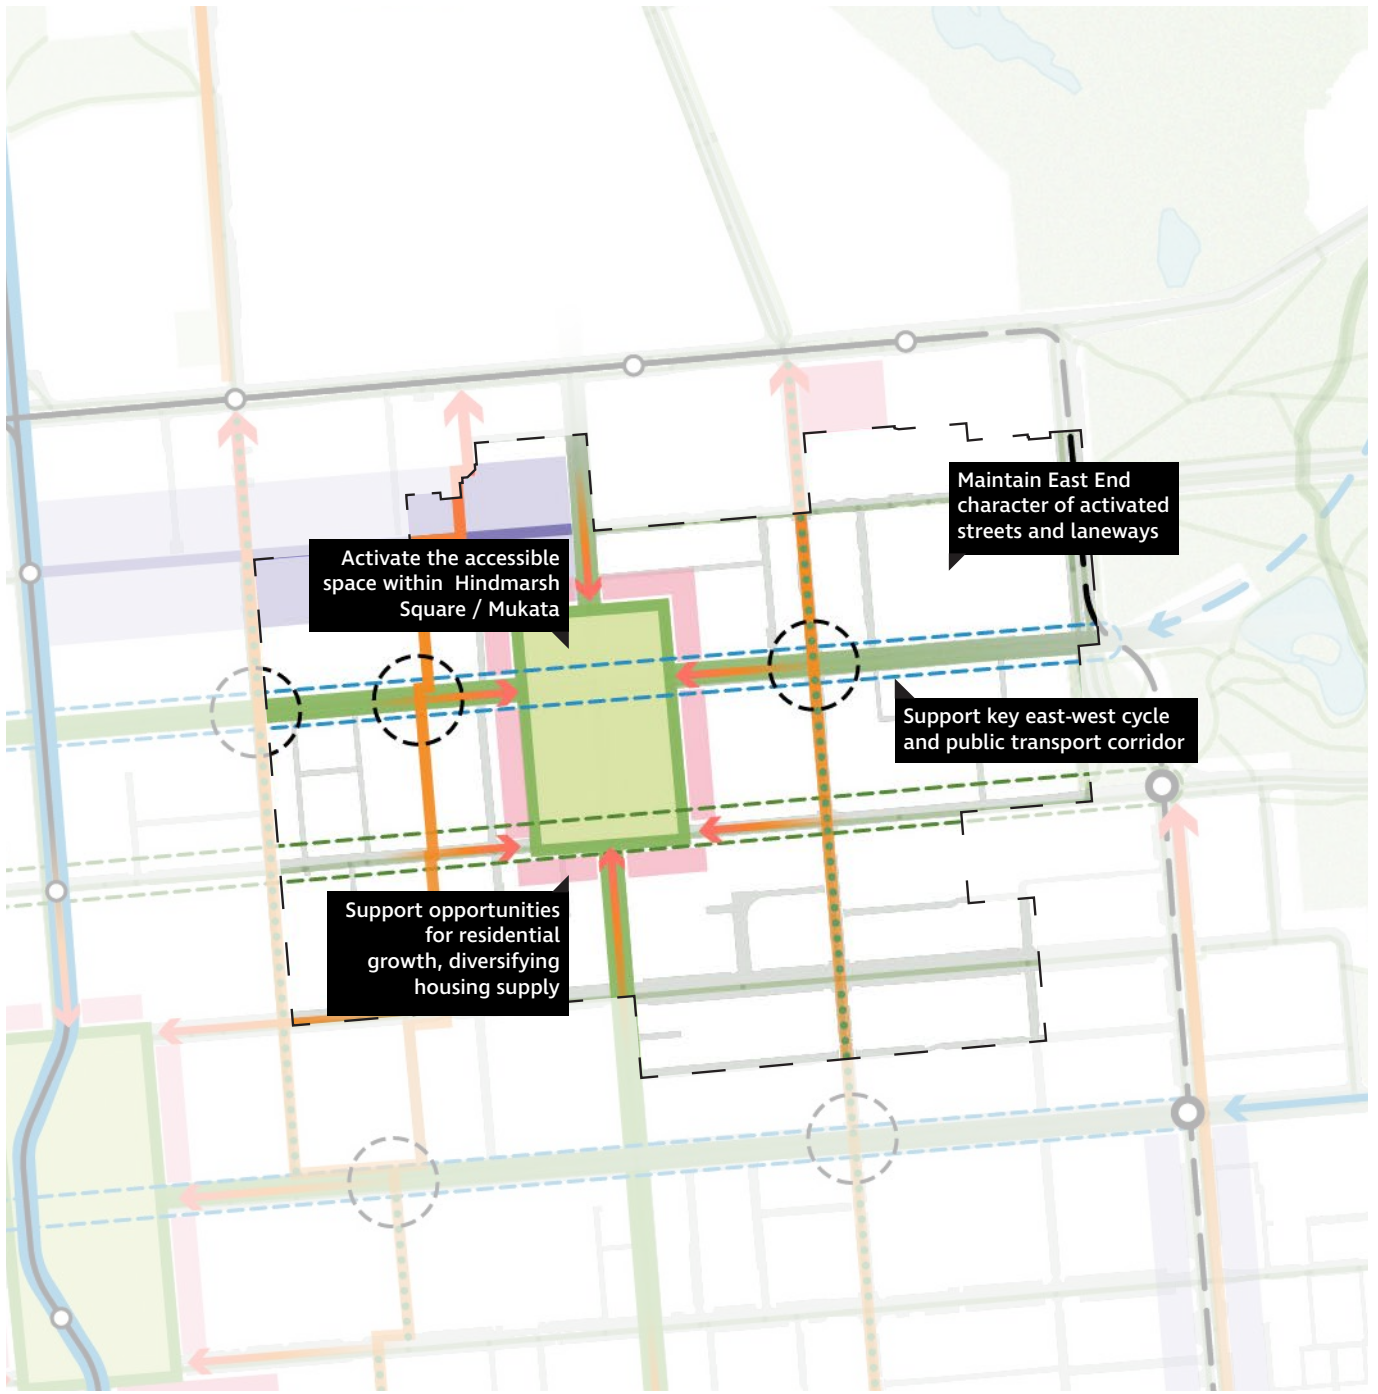 Maintain East End
character of activated
streets and laneways
Activate the accessible
space within Hindmarsh
Square / Mukata
Support key east-west cycle
and public transport corridor
Support opportunities
for residential
growth, diversifying
housing supply